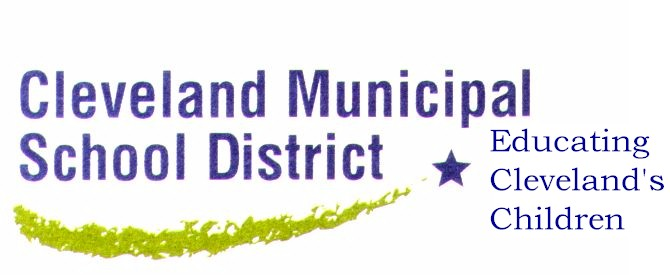 Cleveland Municipal
School District
Educating
Cleveland's
Children